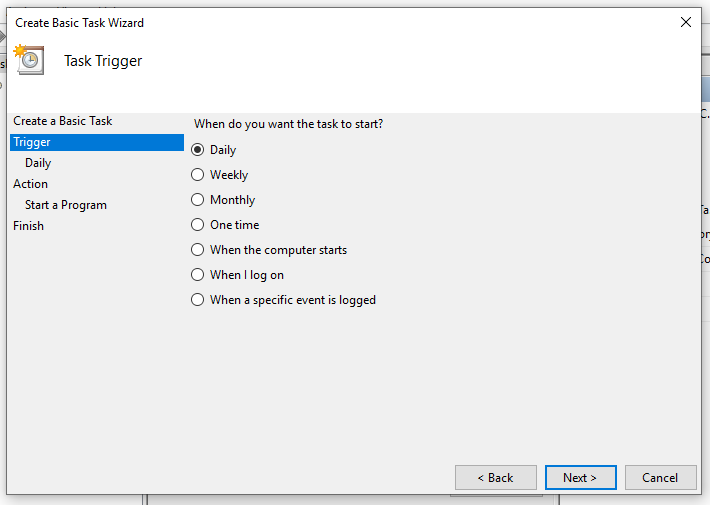 Create Basic Task Wizard
Task Trigger
Create a Basic Task
Trigger
Daily
Action
Start a Program
Finish
When do you want the task to start?
Daily
Weekly
Monthly
One time
When the computer starts
When I log on
When a specific event is logged
< Back
Next >
Cancel